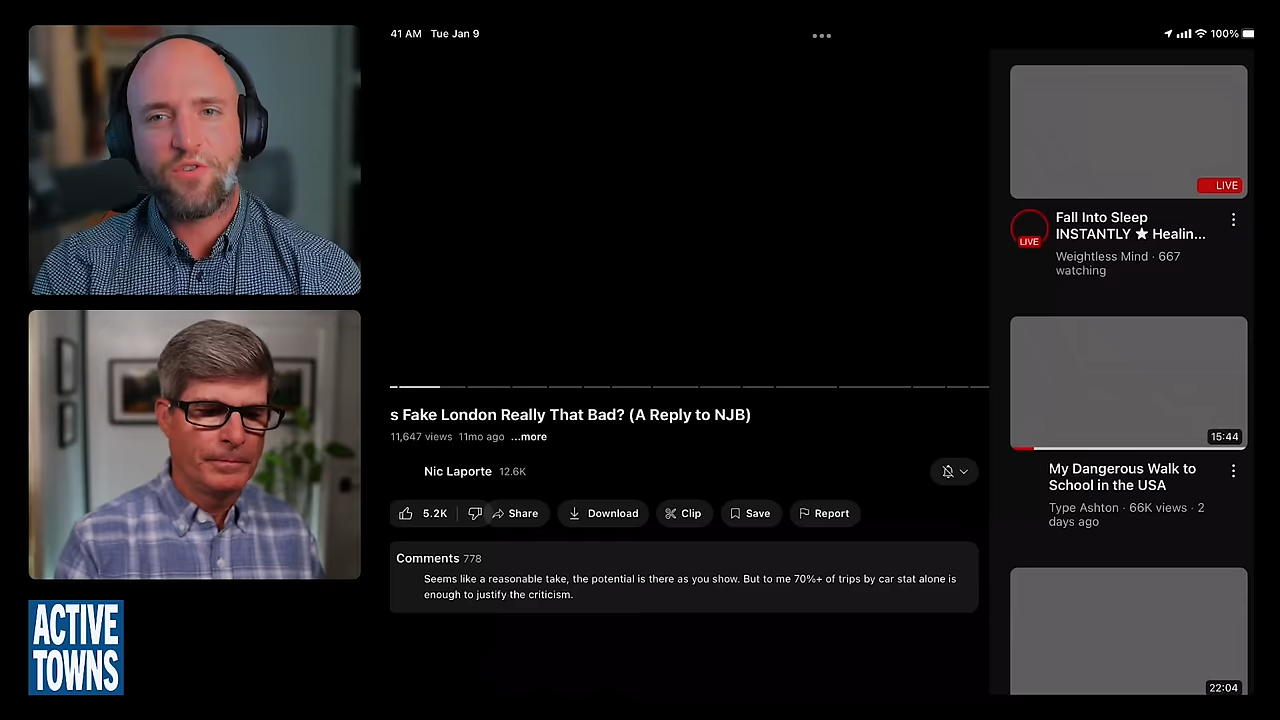 41 AM Tue Jan 9
100%
LIVE
Fall Into Sleep
INSTANTLY ★ Healin...
LIVE
Weightless Mind · 667
watching
15:44
s Fake London Really That Bad? (A Reply to NJB)
11,647 views 11mo ago ...more
My Dangerous Walk to
School in the USA
Nic Laporte 12.6K
Type Ashton · 66K views · 2
days ago
5.2K Share Download Clip Save Report
Comments 778
Seems like a reasonable take, the potential is there as you show. But to me 70%+ of trips by car stat alone is
enough to justify the criticism.
ACTIVE
TOWNS
22:04